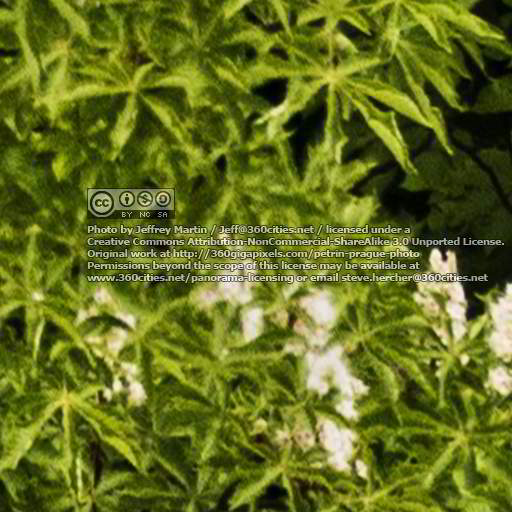 cc BY NC SA
Photo by Jeffrey Martin / Jeff@360cities.net / licensed under a
Creative Commons Attribution-NonCommercial-ShareAlike 3.0 Unported License.
Original work at http://360gigapixels.com/petrin-prague-photo
Permissions beyond the scope of this license may be available at
www.360cities.net/panorama-licensing or email steve.hercher@360cities.net